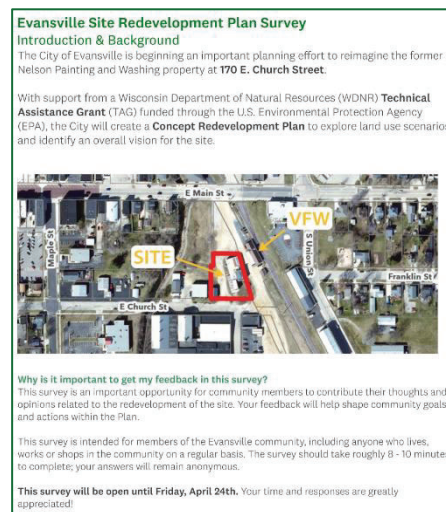 Evansville Site Redevelopment Plan Survey
Introduction & Background
The City of Evansville is beginning an important planning effort to reimagine the former
Nelson Painting and Washing property at 170 E. Church Street.
With support from a Wisconsin Department of Natural Resources (WDNR) Technical
Assistance Grant (TAG) funded through the U.S. Environmental Protection Agency
(EPA), the City will create a Concept Redevelopment Plan to explore land use scenarios
and identify an overall vision for the site.
E Main St
Maple St
SITE
VFW
S Union St
Franklin St
E Church St
Why is it important to get my feedback in this survey?
This survey is an important opportunity for community members to contribute their thoughts and
opinions related to the redevelopment of the site. Your feedback will help shape community goals
and actions within the Plan.
This survey is intended for members of the Evansville community, including anyone who lives,
works or shops in the community on a regular basis. The survey should take roughly 8 - 10 minutes
to complete; your answers will remain anonymous.
This survey will be open until Friday, April 24th. Your time and responses are greatly
appreciated!